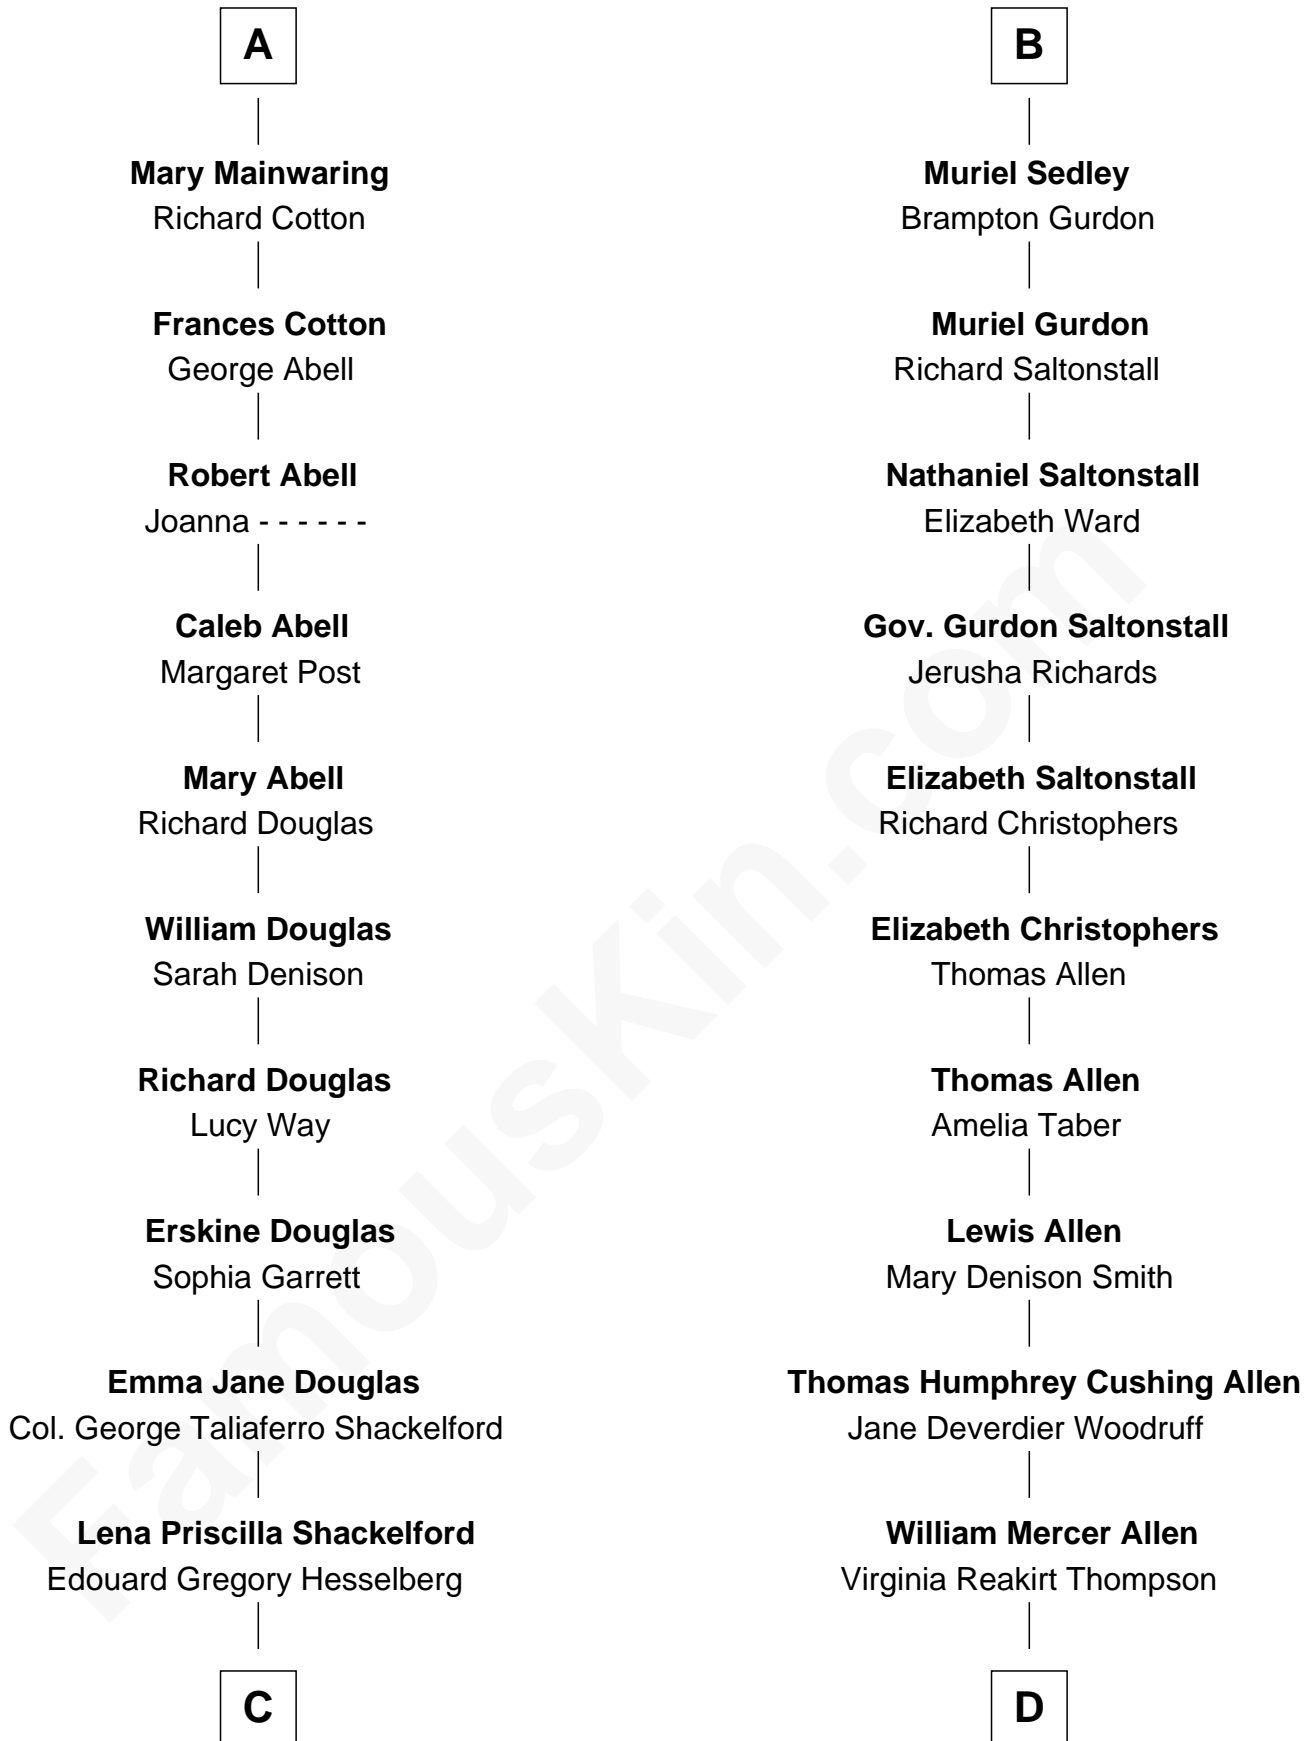 A
Mary Mainwaring
Richard Cotton
Frances Cotton
George Abell
Robert Abell
Joanna - - - - - -
Caleb Abell
Margaret Post
Mary Abell
Richard Douglas
William Douglas
Sarah Denison
Richard Douglas
Lucy Way
Erskine Douglas
Sophia Garrett
Emma Jane Douglas
Col. George Taliaferro Shackelford
Lena Priscilla Shackelford
Edouard Gregory Hesselberg
C
B
Muriel Sedley
Brampton Gurdon
Muriel Gurdon
Richard Saltonstall
Nathaniel Saltonstall
Elizabeth Ward
Gov. Gurdon Saltonstall
Jerusha Richards
Elizabeth Saltonstall
Richard Christophers
Elizabeth Christophers
Thomas Allen
Thomas Allen
Amelia Taber
Lewis Allen
Mary Denison Smith
Thomas Humphrey Cushing Allen
Jane Deverdier Woodruff
William Mercer Allen
Virginia Reakirt Thompson
D
FamousKin.com